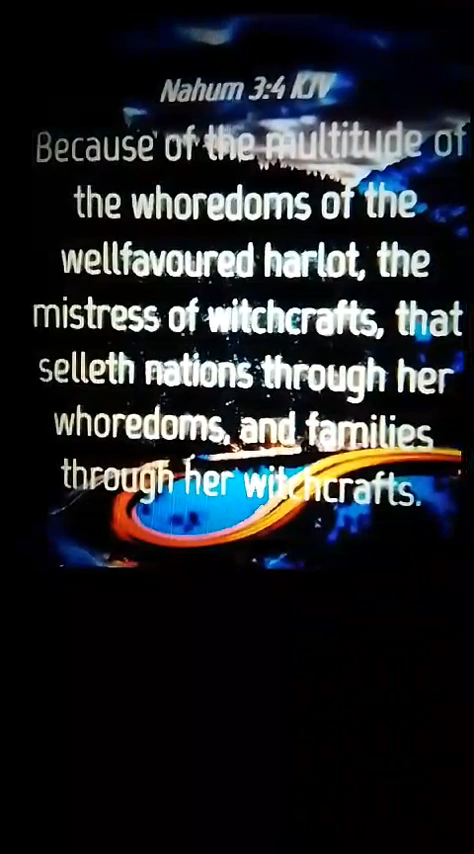 Nahum 3:4 KJV
Because of the multitude of
the whoredoms of the
wellfavoured harlot, the
mistress of witchcrafts, that
selleth nations through her
whoredoms, and families
through her witchcrafts.